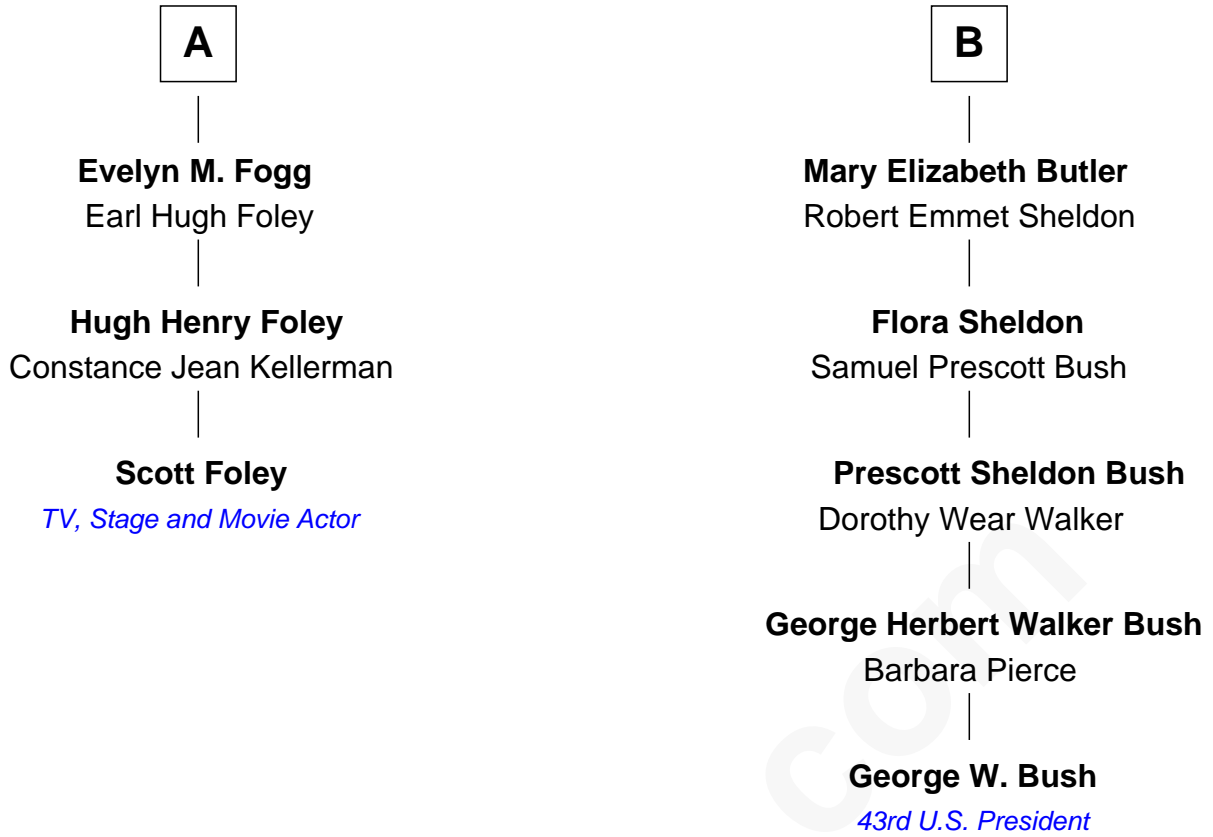 A
Evelyn M. Fogg
Earl Hugh Foley
Hugh Henry Foley
Constance Jean Kellerman
Scott Foley
TV, Stage and Movie Actor
B
Mary Elizabeth Butler
Robert Emmet Sheldon
Flora Sheldon
Samuel Prescott Bush
Prescott Sheldon Bush
Dorothy Wear Walker
George Herbert Walker Bush
Barbara Pierce
George W. Bush
43rd U.S. President
com